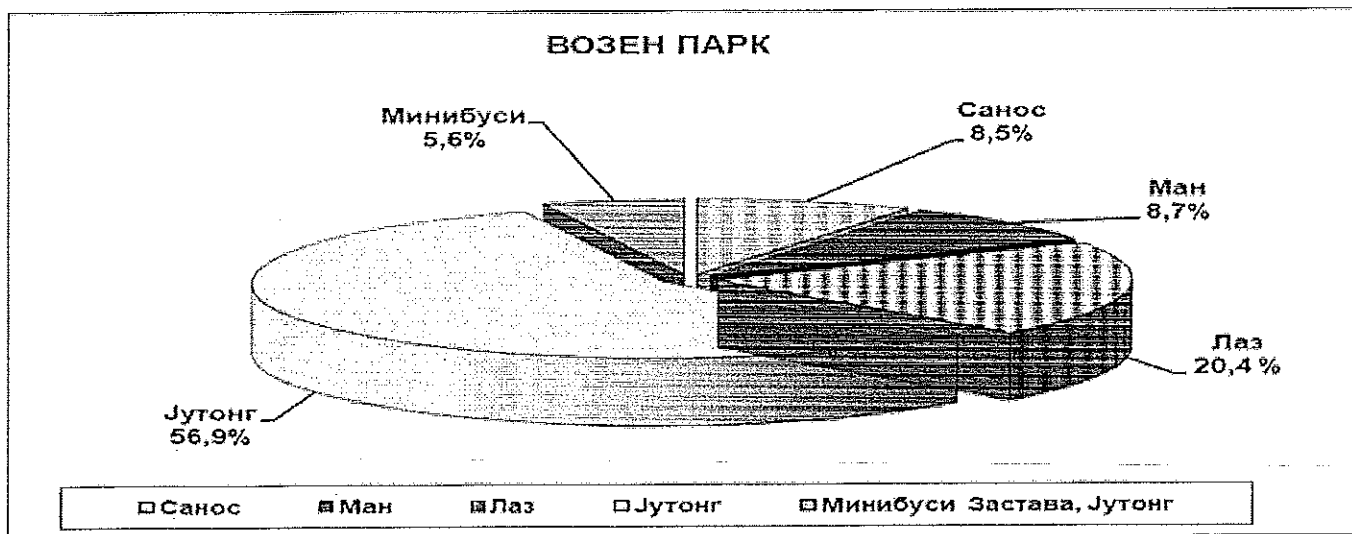 ВОЗЕН ПАРК
Минибуси
5,6%
Санос
8,5%
Ман
8,7%
Лаз
20,4%
Јутонг
56,9%
Санос Ман Лаз Јутонг Минибуси Застава, Јутонг